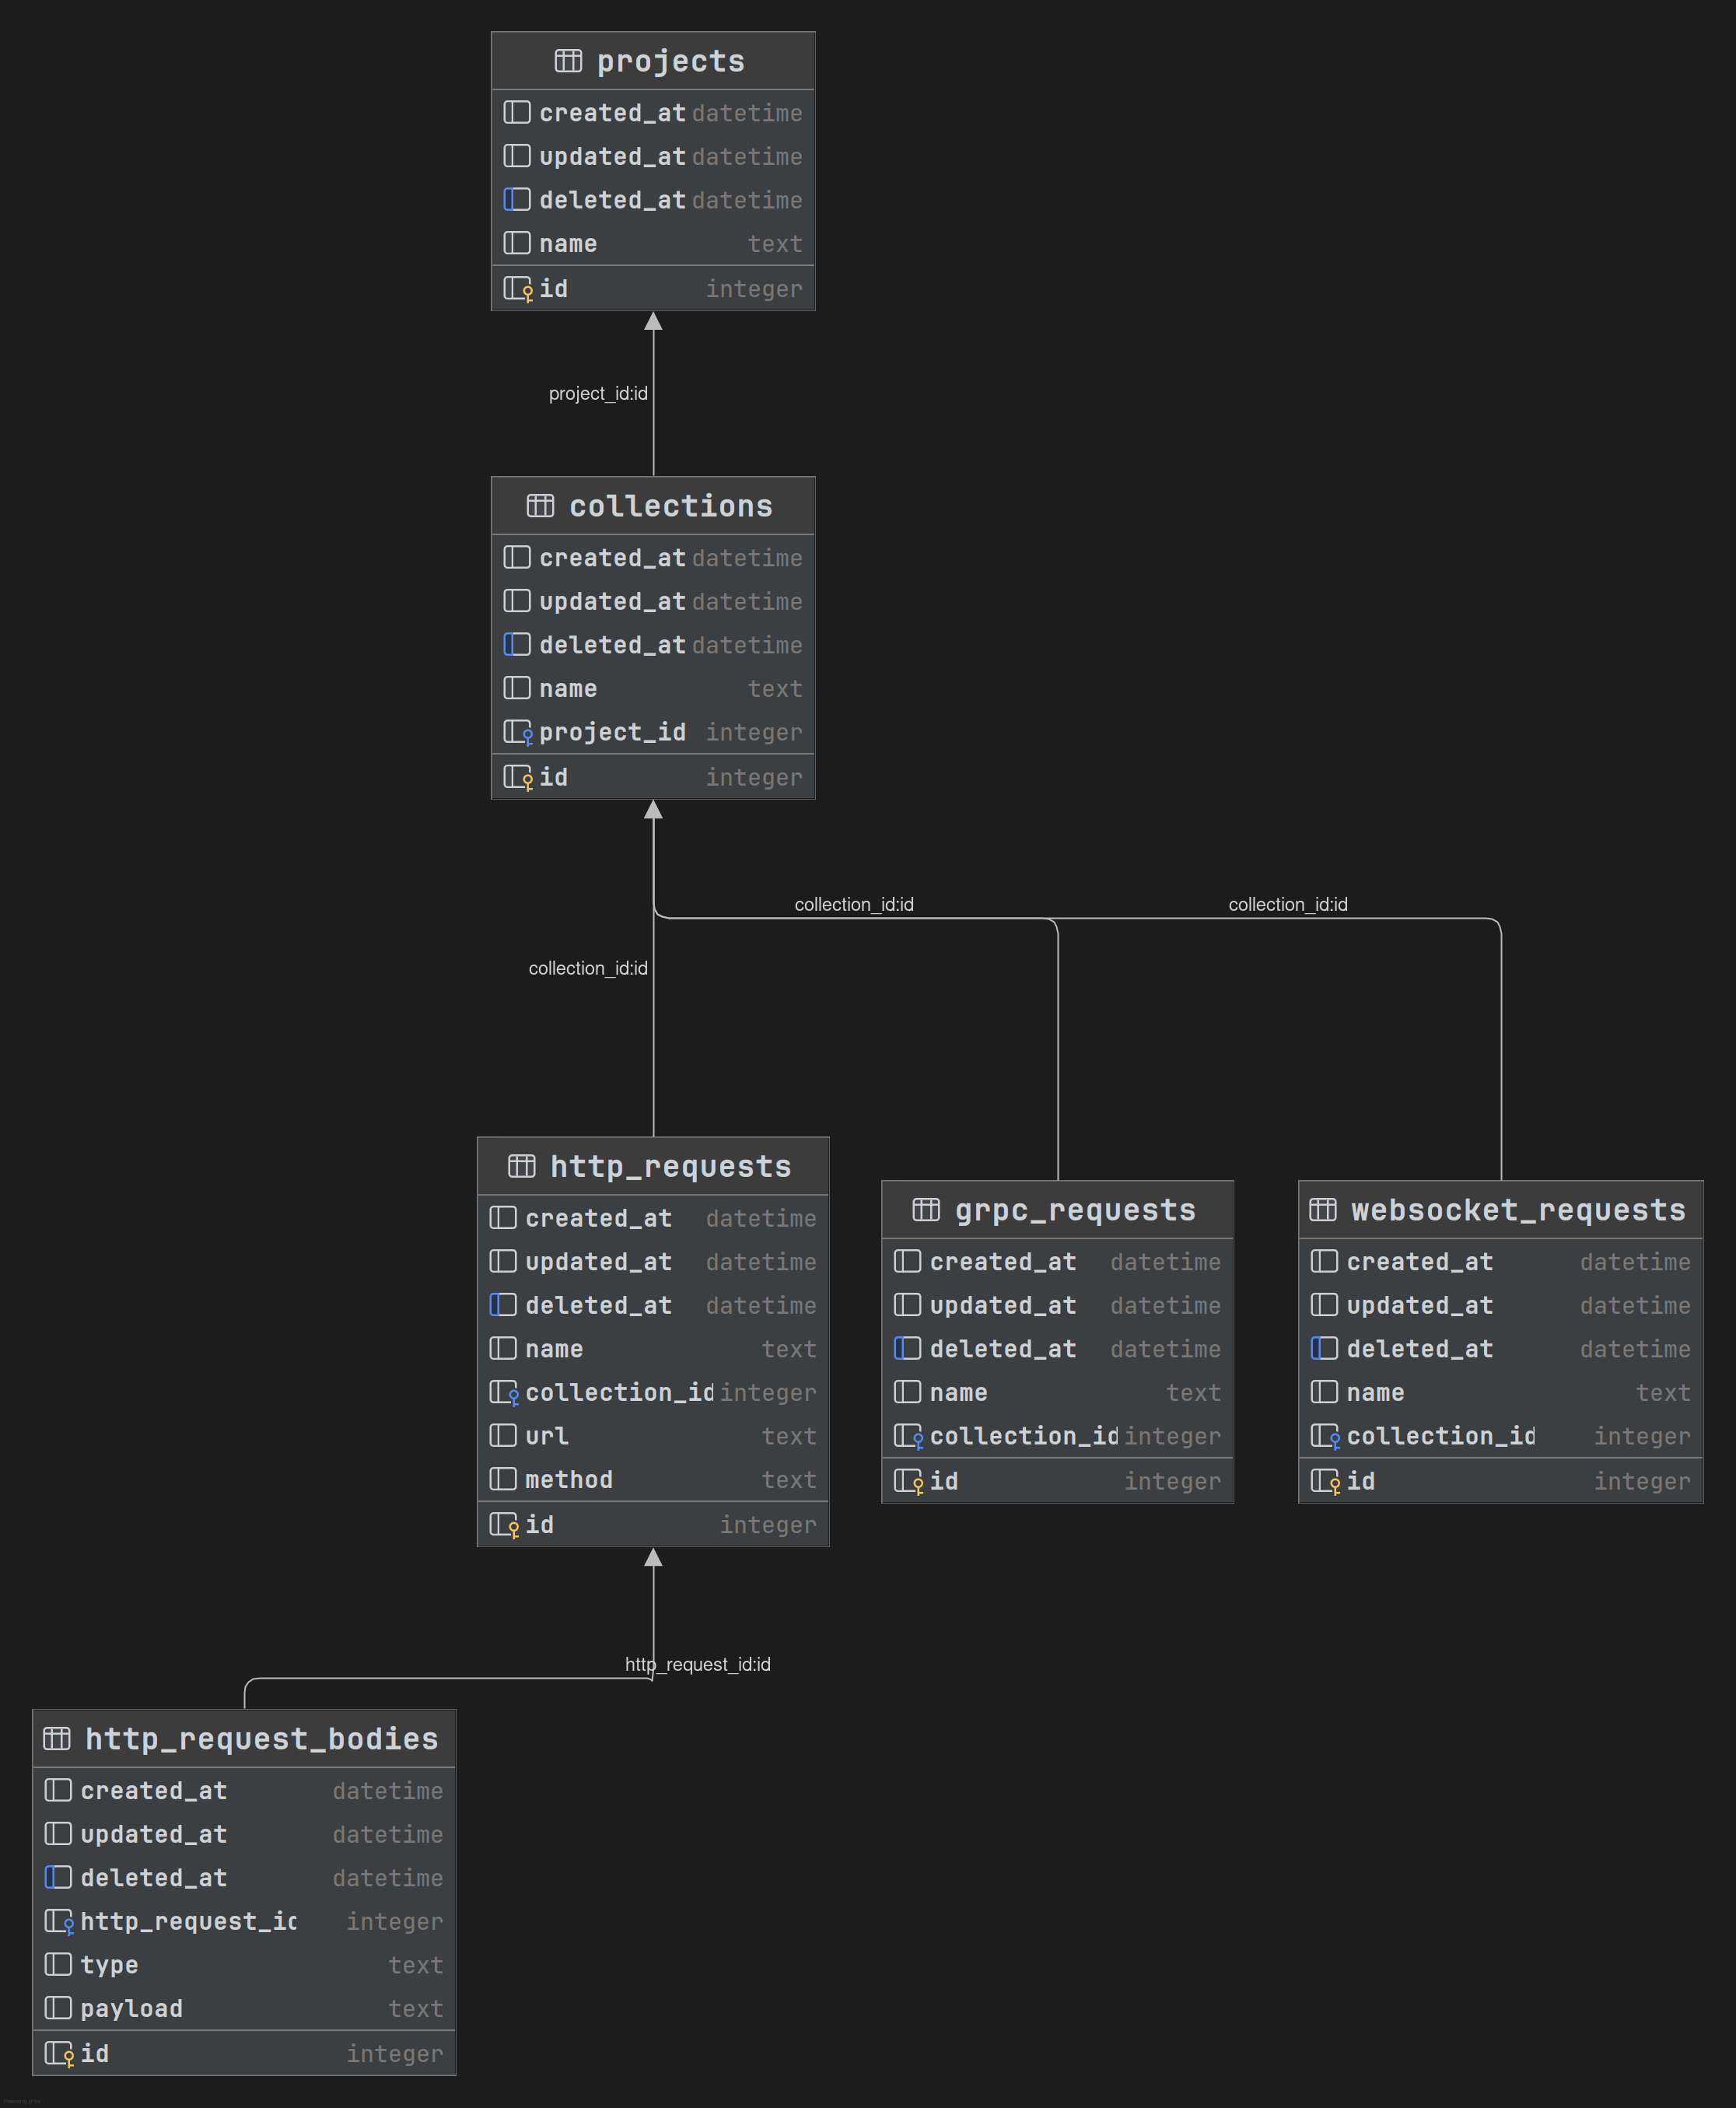 projects
created_at datetime
updated_at datetime
deleted_at datetime
name text
id integer
project_id:id
collections
created_at datetime
updated_at datetime
deleted_at datetime
name text
project_id integer
id integer
collection_id:id
collection_id:id
collection_id:id
http_requests
created_at datetime
updated_at datetime
deleted_at datetime
name text
collection_id integer
url text
method text
id integer
grpc_requests
created_at datetime
updated_at datetime
deleted_at datetime
name text
collection_id integer
id integer
websocket_requests
created_at datetime
updated_at datetime
deleted_at datetime
name text
collection_id integer
id integer
http_request_id:id
http_request_bodies
created_at datetime
updated_at datetime
deleted_at datetime
http_request_id integer
type text
payload text
id integer